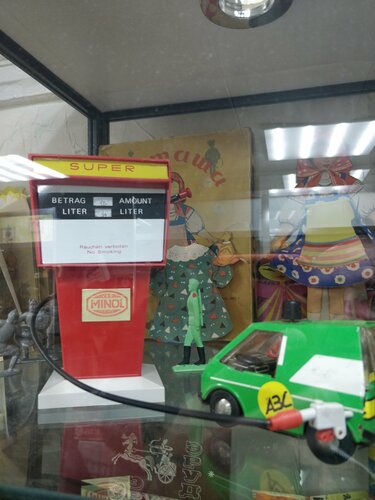 SUPER
BETRAG AMOUNT
LITER LITER
Rauchen verboten
No Smoking
MINOL
ABC